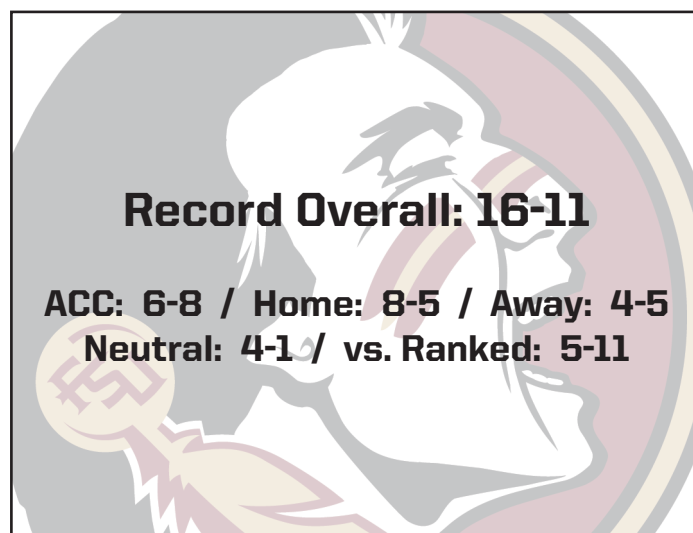 Record Overall: 16-11
ACC: 6-8 / Home: 8-5 / Away: 4-5
Neutral: 4-1 / vs. Ranked: 5-11
FSU